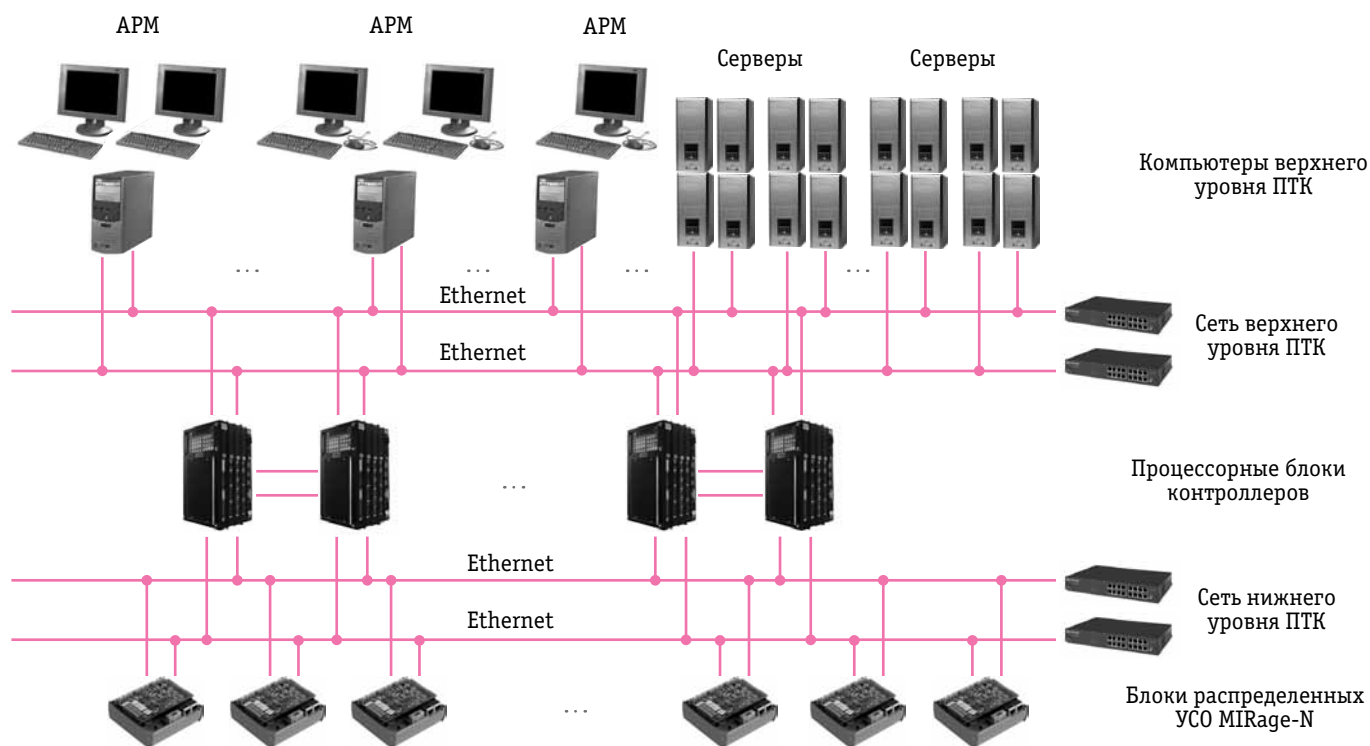 АРМ
АРМ
АРМ
Серверы
Серверы
Компьютеры верхнего
уровня ПТК
...
...
...
...
Ethernet
Сеть верхнего
уровня ПТК
Ethernet
Процессорные блоки
контроллеров
...
Ethernet
Сеть нижнего
уровня ПТК
Ethernet
Блоки распределенных
УСО MIRage-N
...